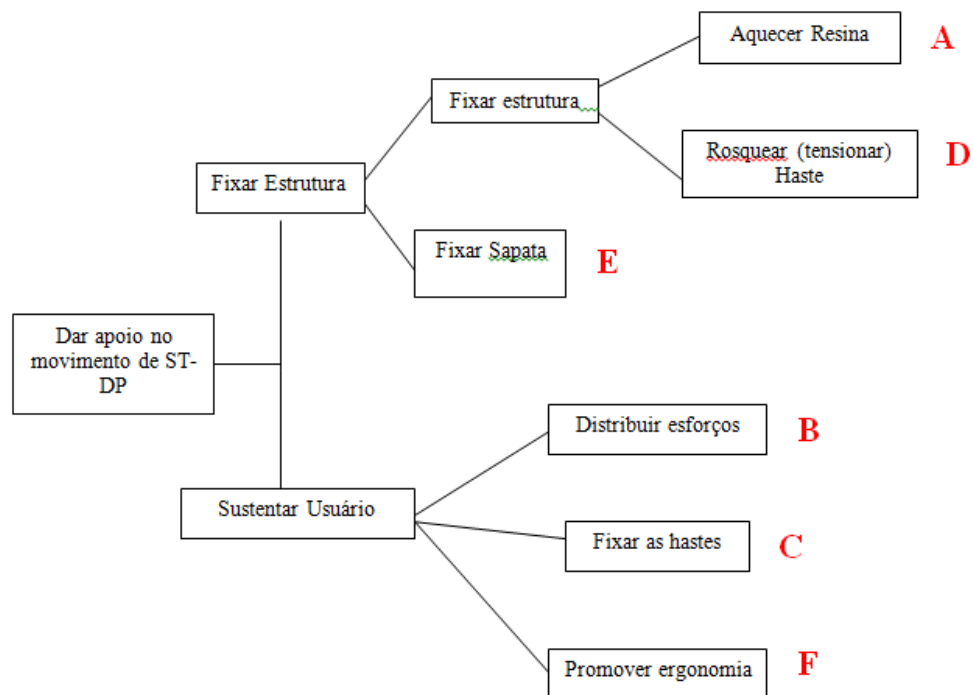 Aquecer Resina
A
Fixar estrutura
Rosquear (tensionar)
Haste
D
Fixar Estrutura
Fixar Sapata
E
Dar apoio no
movimento de ST-
DP
Distribuir esforços
B
Sustentar Usuário
Fixar as hastes
C
Promover ergonomia
F